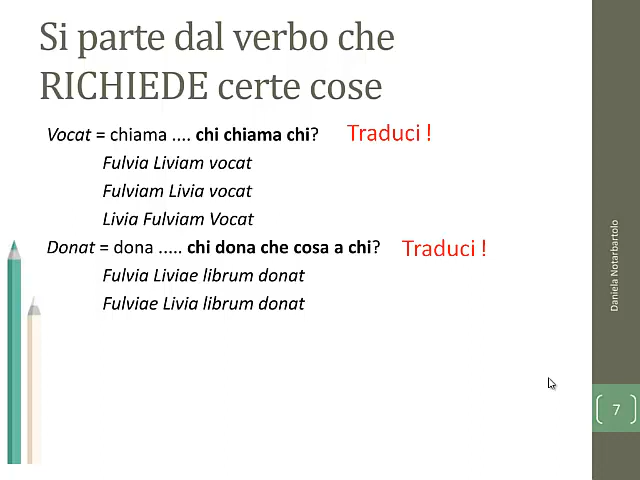 Si parte dal verbo che
RICHIEDE certe cose
Vocat = chiama .... chi chiama chi? Traduci !
Fulvia Liviam vocat
Fulviam Livia vocat
Livia Fulviam Vocat
Donat = dona ..... chi dona che cosa a chi? Traduci !
Fulvia Liviae librum donat
Fulviae Livia librum donat
Daniela Notarbartolo
7